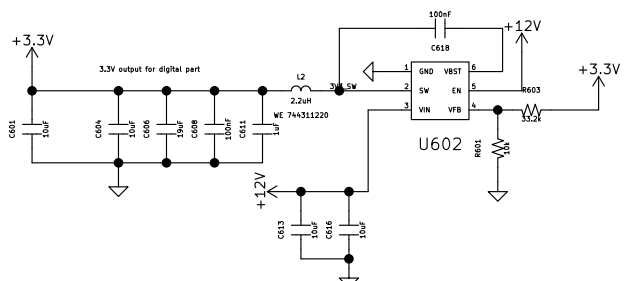 100nF
C618
+12V
+3.3V
3.3V output for digital part
L2
3V3_SW
2.2uH
WE 744311220
1 GND VBST 6
2 SW EN 5
3 VIN VFB 4
U602
R603
33.2k
+3.3V
C601 10uF
C604 10uF
C606 19uF
C608 100nF
C611 1uF
R601 10k
+12V
C613 10uF
C616 10uF